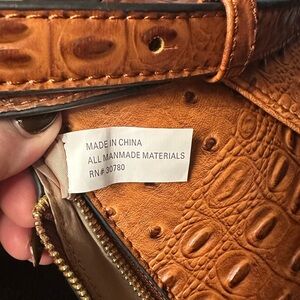 MADE IN CHINA
ALL MANMADE MATERIALS
RN# 30780